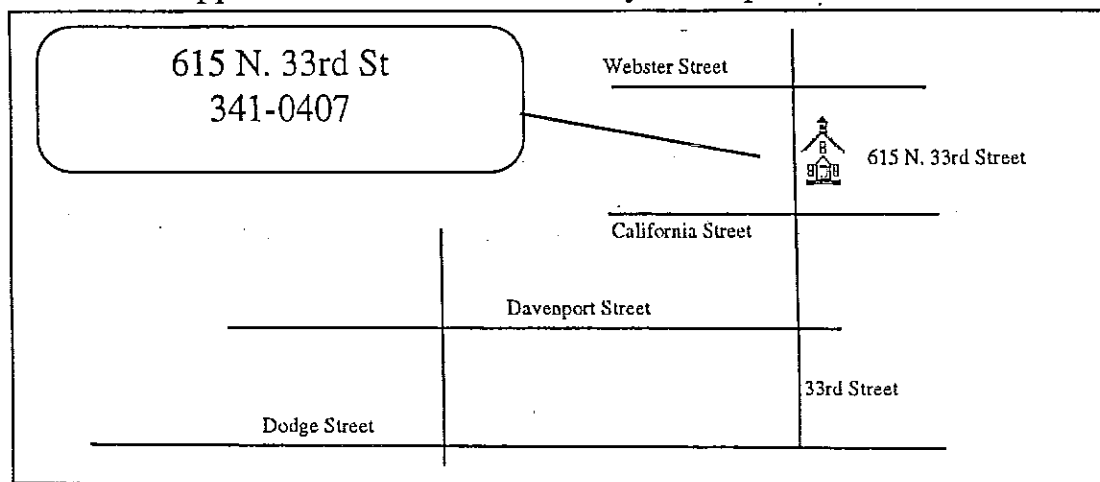 615 N. 33rd St
341-0407
Webster Street
615 N. 33rd Street
California Street
Davenport Street
33rd Street
Dodge Street